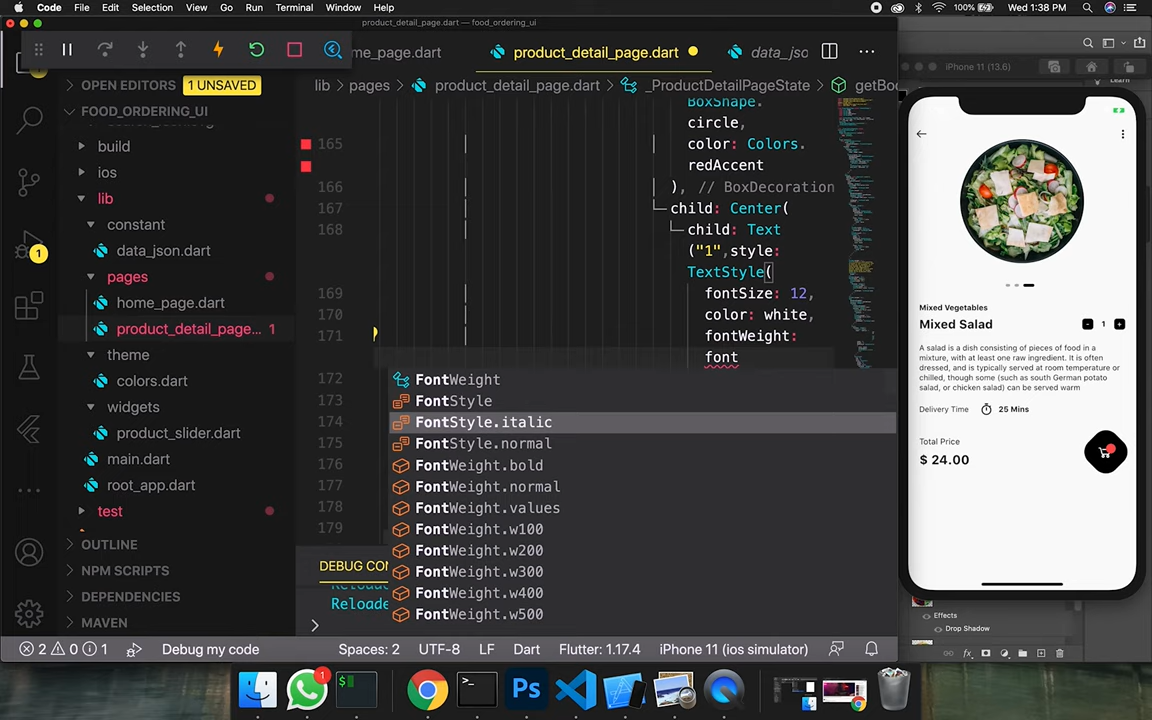 Code File Edit Selection View Go Run Terminal Window Help 100% Wed 1:38 PM
product_detail_page.dart — food_ordering_ui
me_page.dart product_detail_page.dart data_jso ...
iPhone 11 (13.6)
OPEN EDITORS 1 UNSAVED
lib > pages > product_detail_page.dart > _ProductDetailPageState > getBod
FOOD_ORDERING_UI
build
ios
lib
constant
data_json.dart
pages
home_page.dart
product_detail_page... 1
theme
colors.dart
widgets
product_slider.dart
main.dart
root_app.dart
test
OUTLINE
NPM SCRIPTS
DEPENDENCIES
MAVEN
1
BoxShape.
circle,
165 color: Colors.
redAccent
166 ), // BoxDecoration
167 child: Center(
168 child: Text
("1",style:
TextStyle(
169 fontSize: 12,
170 color: white,
171 fontWeight:
font
172 FontWeight
173 FontStyle
174 FontStyle.italic
175 FontStyle.normal
176 FontWeight.bold
177 FontWeight.normal
178 FontWeight.values
179 FontWeight.w100
FontWeight.w200
FontWeight.w300
FontWeight.w400
FontWeight.w500
DEBUG CON
Reloade
Reloade
>
2 0 1 Debug my code Spaces: 2 UTF-8 LF Dart Flutter: 1.17.4 iPhone 11 (ios simulator)
Learn
Mixed Vegetables
Mixed Salad
- 1 +
A salad is a dish consisting of pieces of food in a
mixture, with at least one raw ingredient. It is often
dressed, and is typically served at room temperature or
chilled, though some (such as south German potato
salad, or chicken salad) can be served warm
Delivery Time 25 Mins
Total Price
$ 24.00
Effects
Drop Shadow
fx
1
$
>_
Ps